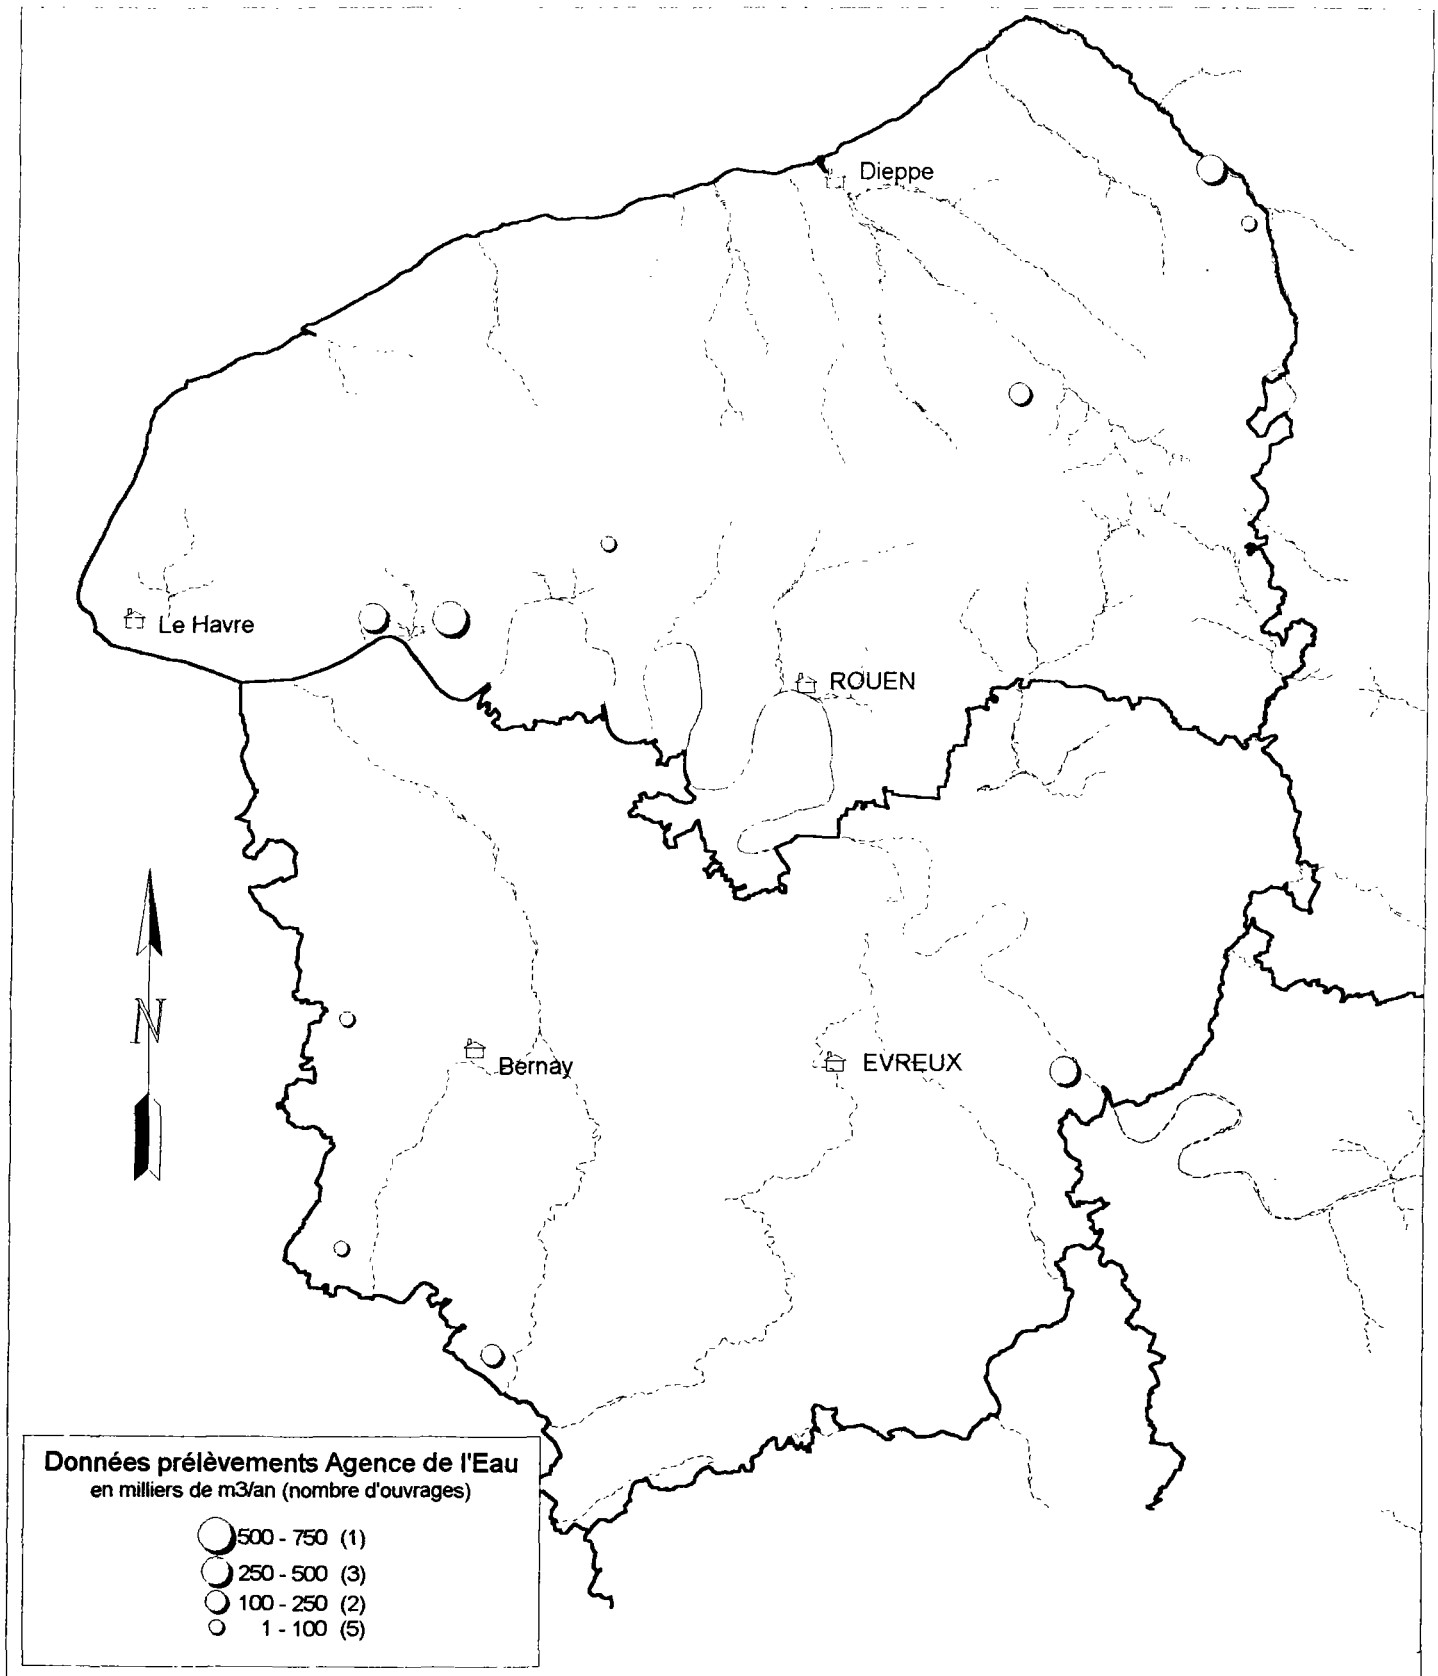 Dieppe
Le Havre
ROUEN
N
Bernay
EVREUX
Données prélèvements Agence de l'Eau
en milliers de m3/an (nombre d'ouvrages)
500 - 750 (1)
250 - 500 (3)
100 - 250 (2)
1 - 100 (5)